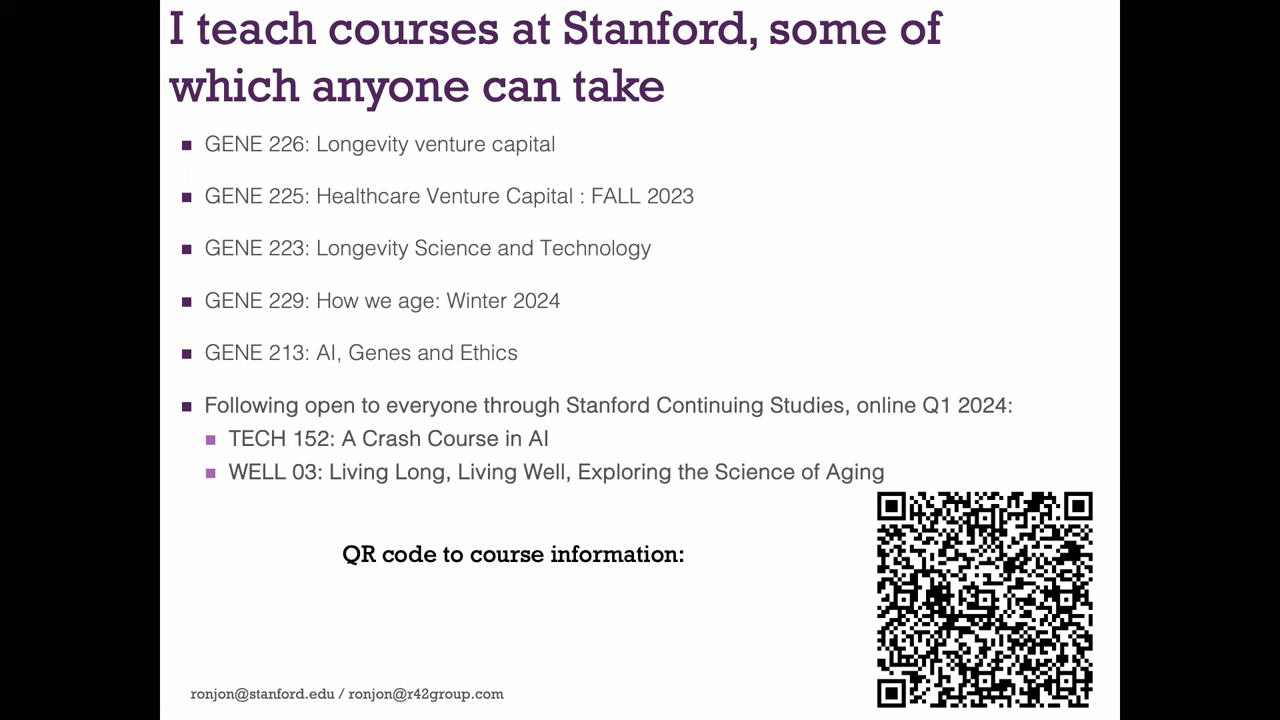 I teach courses at Stanford, some of
which anyone can take
GENE 226: Longevity venture capital
GENE 225: Healthcare Venture Capital : FALL 2023
GENE 223: Longevity Science and Technology
GENE 229: How we age: Winter 2024
GENE 213: AI, Genes and Ethics
Following open to everyone through Stanford Continuing Studies, online Q1 2024:
TECH 152: A Crash Course in AI
WELL 03: Living Long, Living Well, Exploring the Science of Aging
QR code to course information:
ronjon@stanford.edu / ronjon@r42group.com